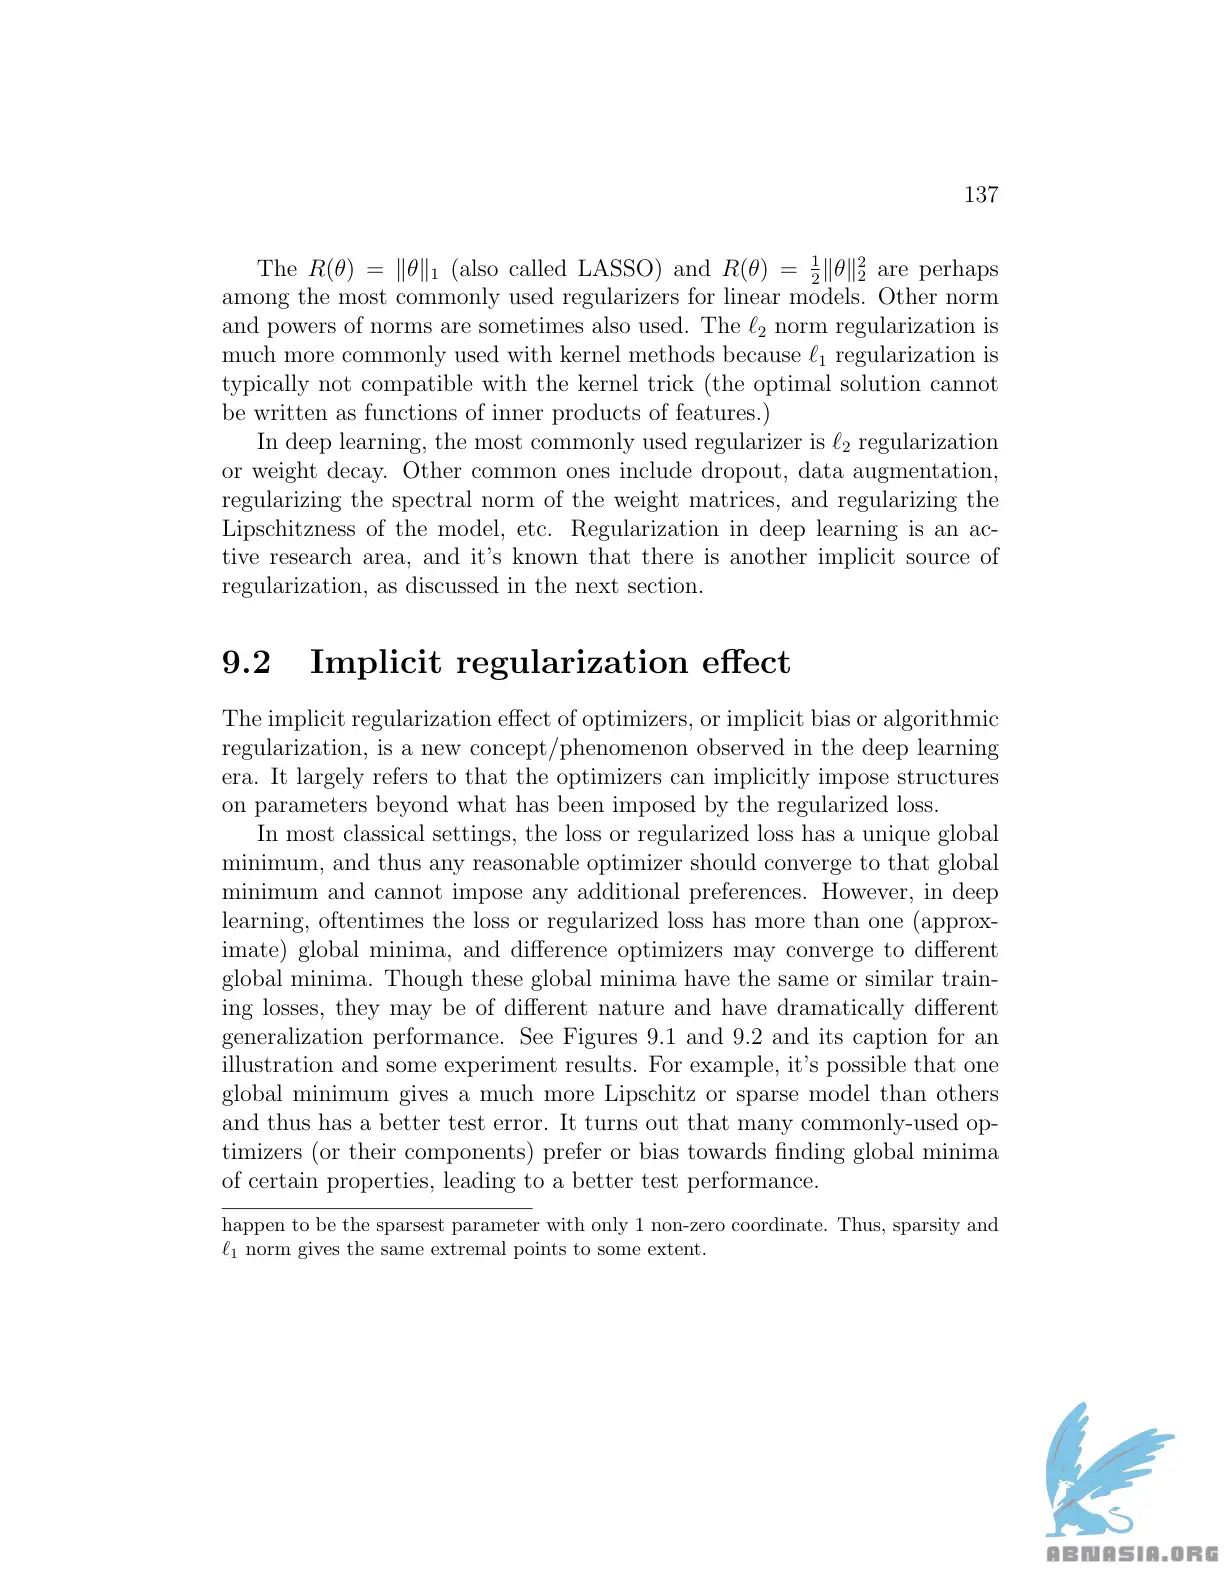 137
The R(θ) = ‖θ‖₁ (also called LASSO) and R(θ) = ½‖θ‖₂² are perhaps
among the most commonly used regularizers for linear models. Other norm
and powers of norms are sometimes also used. The ℓ₂ norm regularization is
much more commonly used with kernel methods because ℓ₁ regularization is
typically not compatible with the kernel trick (the optimal solution cannot
be written as functions of inner products of features.)
In deep learning, the most commonly used regularizer is ℓ₂ regularization
or weight decay. Other common ones include dropout, data augmentation,
regularizing the spectral norm of the weight matrices, and regularizing the
Lipschitzness of the model, etc. Regularization in deep learning is an ac-
tive research area, and it's known that there is another implicit source of
regularization, as discussed in the next section.
9.2 Implicit regularization effect
The implicit regularization effect of optimizers, or implicit bias or algorithmic
regularization, is a new concept/phenomenon observed in the deep learning
era. It largely refers to that the optimizers can implicitly impose structures
on parameters beyond what has been imposed by the regularized loss.
In most classical settings, the loss or regularized loss has a unique global
minimum, and thus any reasonable optimizer should converge to that global
minimum and cannot impose any additional preferences. However, in deep
learning, oftentimes the loss or regularized loss has more than one (approx-
imate) global minima, and difference optimizers may converge to different
global minima. Though these global minima have the same or similar train-
ing losses, they may be of different nature and have dramatically different
generalization performance. See Figures 9.1 and 9.2 and its caption for an
illustration and some experiment results. For example, it's possible that one
global minimum gives a much more Lipschitz or sparse model than others
and thus has a better test error. It turns out that many commonly-used op-
timizers (or their components) prefer or bias towards finding global minima
of certain properties, leading to a better test performance.
happen to be the sparsest parameter with only 1 non-zero coordinate. Thus, sparsity and
ℓ₁ norm gives the same extremal points to some extent.
ABNASIA.ORG